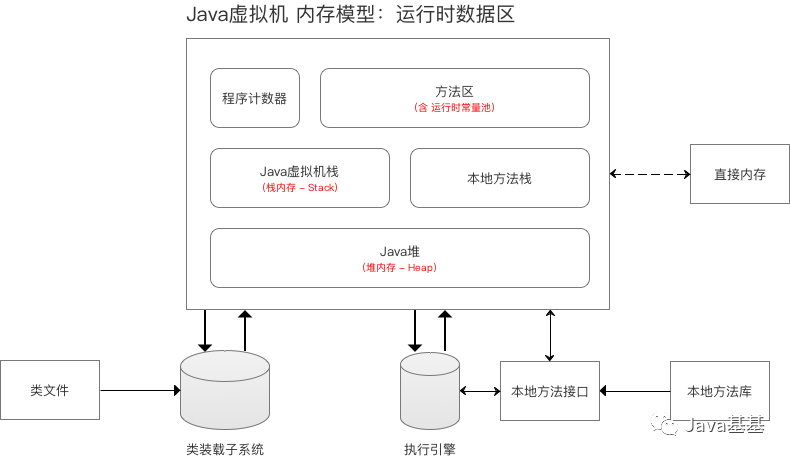 Java虚拟机 内存模型：运行时数据区
程序计数器
方法区
(含 运行时常量池)
Java虚拟机栈
(栈内存 – Stack)
本地方法栈
直接内存
Java堆
(堆内存 – Heap)
类文件
本地方法接口
本地方法库
Java基基
类装载子系统
执行引擎